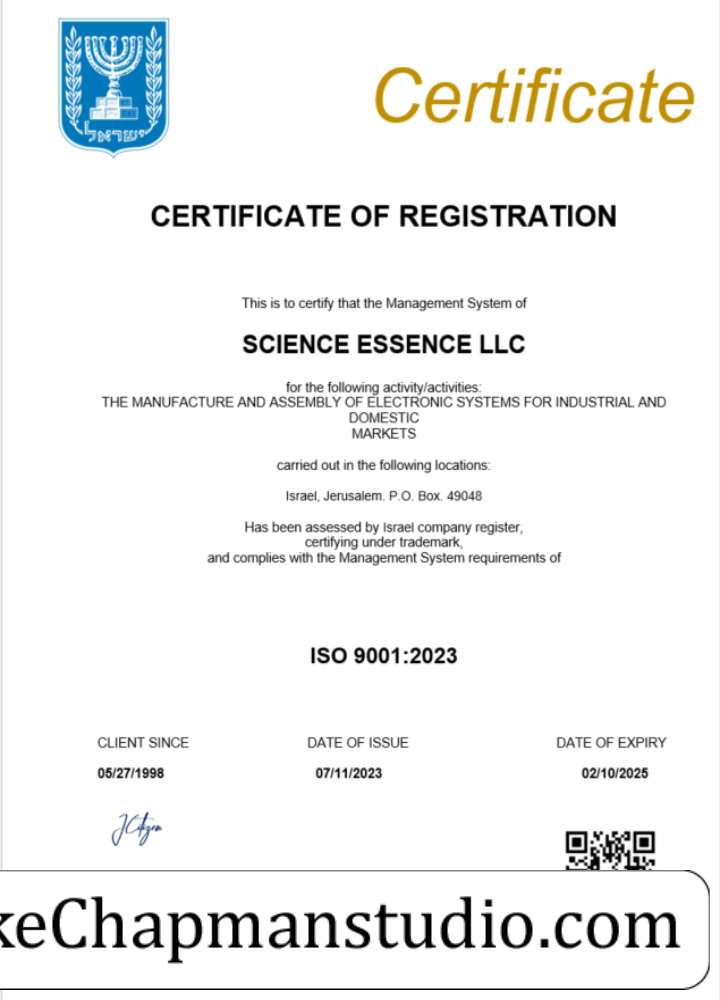 ישראל
Certificate
CERTIFICATE OF REGISTRATION
This is to certify that the Management System of
SCIENCE ESSENCE LLC
for the following activity/activities:
THE MANUFACTURE AND ASSEMBLY OF ELECTRONIC SYSTEMS FOR INDUSTRIAL AND
DOMESTIC
MARKETS
carried out in the following locations:
Israel, Jerusalem. P.O. Box. 49048
Has been assessed by Israel company register,
certifying under trademark,
and complies with the Management System requirements of
ISO 9001:2023
CLIENT SINCE DATE OF ISSUE DATE OF EXPIRY
05/27/1998 07/11/2023 02/10/2025
JCitizen
keChapmanstudio.com